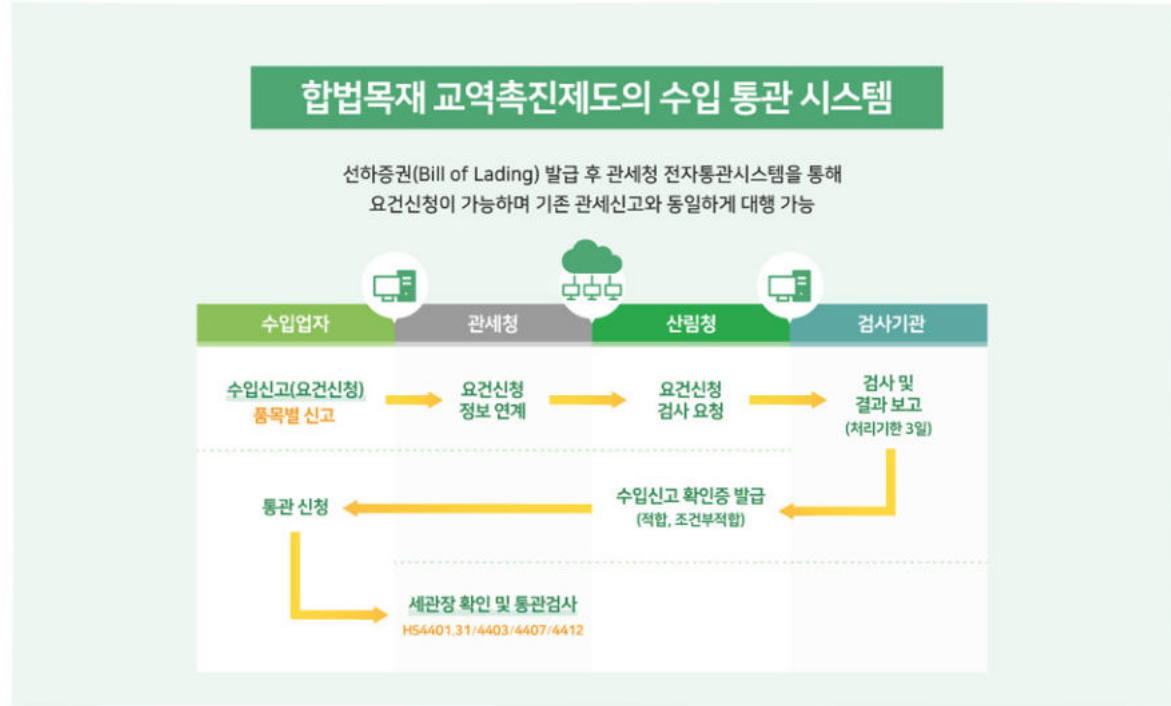 합법목재 교역촉진제도의 수입 통관 시스템
선하증권(Bill of Lading) 발급 후 관세청 전자통관시스템을 통해
요건신청이 가능하며 기존 관세신고와 동일하게 대행 가능
수입업자
관세청
산림청
검사기관
수입신고(요건신청)
품목별 신고
요건신청
정보 연계
요건신청
검사 요청
검사 및
결과 보고
(처리기한 3일)
통관 신청
수입신고 확인증 발급
(적합, 조건부적합)
세관장 확인 및 통관검사
HS4401.31/4403/4407/4412